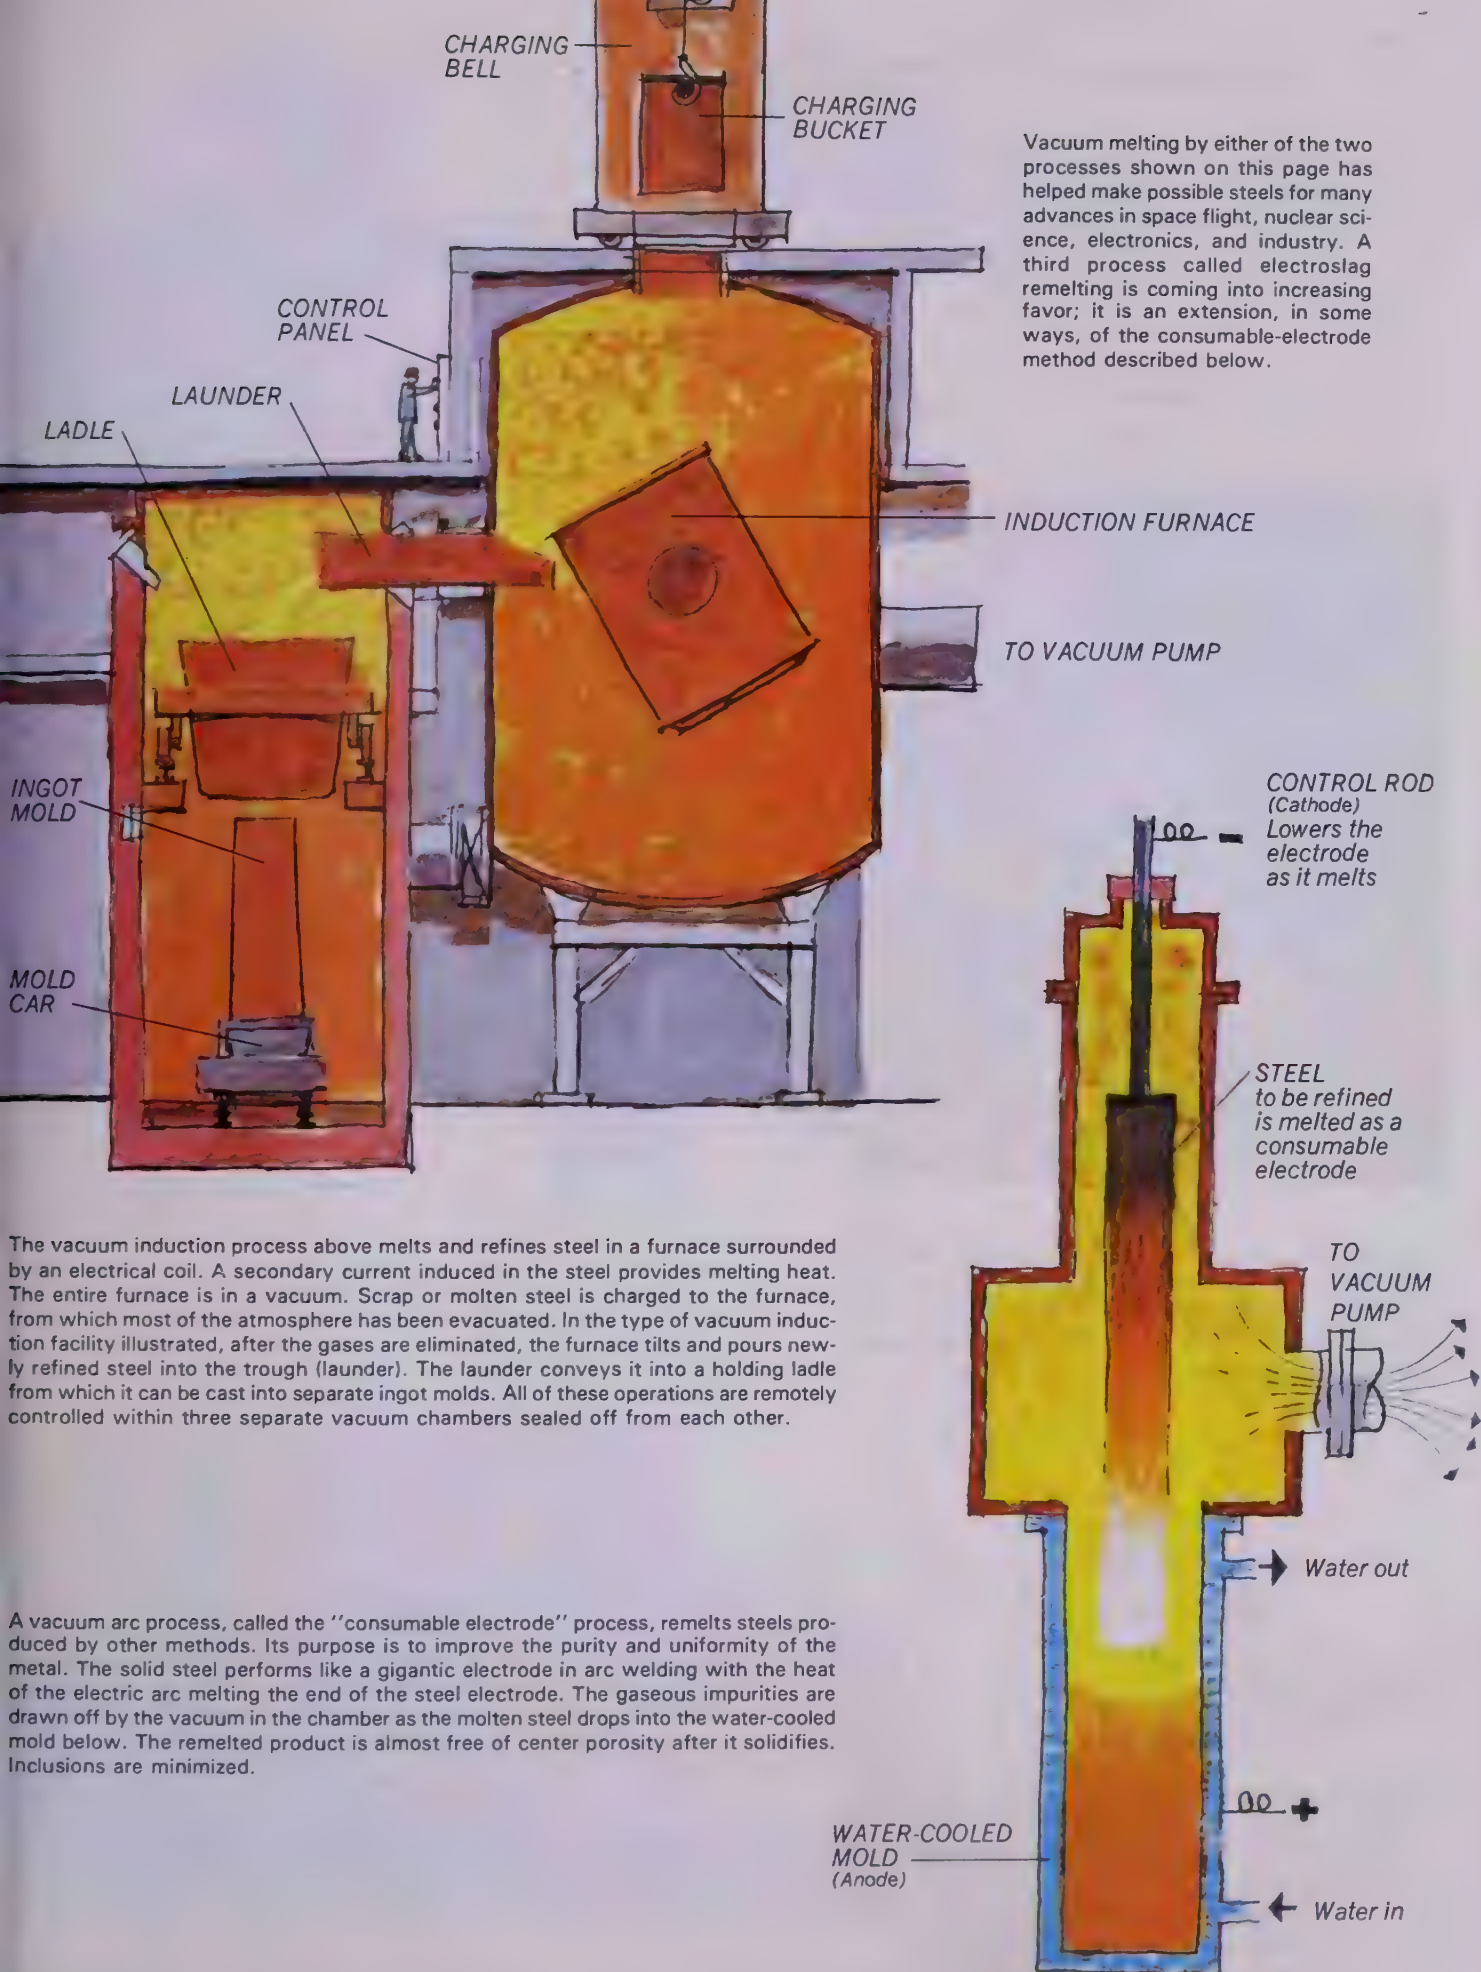 CHARGING
BELL
CHARGING
BUCKET
Vacuum melting by either of the two
processes shown on this page has
helped make possible steels for many
advances in space flight, nuclear sci-
ence, electronics, and industry. A
third process called electroslag
remelting is coming into increasing
favor; it is an extension, in some
ways, of the consumable-electrode
method described below.
CONTROL
PANEL
LAUNDER
LADLE
INDUCTION FURNACE
TO VACUUM PUMP
INGOT
MOLD
MOLD
CAR
CONTROL ROD
(Cathode)
Lowers the
electrode
as it melts
STEEL
to be refined
is melted as a
consumable
electrode
The vacuum induction process above melts and refines steel in a furnace surrounded
by an electrical coil. A secondary current induced in the steel provides melting heat.
The entire furnace is in a vacuum. Scrap or molten steel is charged to the furnace,
from which most of the atmosphere has been evacuated. In the type of vacuum induc-
tion facility illustrated, after the gases are eliminated, the furnace tilts and pours new-
ly refined steel into the trough (launder). The launder conveys it into a holding ladle
from which it can be cast into separate ingot molds. All of these operations are remotely
controlled within three separate vacuum chambers sealed off from each other.
TO
VACUUM
PUMP
Water out
A vacuum arc process, called the "consumable electrode" process, remelts steels pro-
duced by other methods. Its purpose is to improve the purity and uniformity of the
metal. The solid steel performs like a gigantic electrode in arc welding with the heat
of the electric arc melting the end of the steel electrode. The gaseous impurities are
drawn off by the vacuum in the chamber as the molten steel drops into the water-cooled
mold below. The remelted product is almost free of center porosity after it solidifies.
Inclusions are minimized.
WATER-COOLED
MOLD
(Anode)
Water in